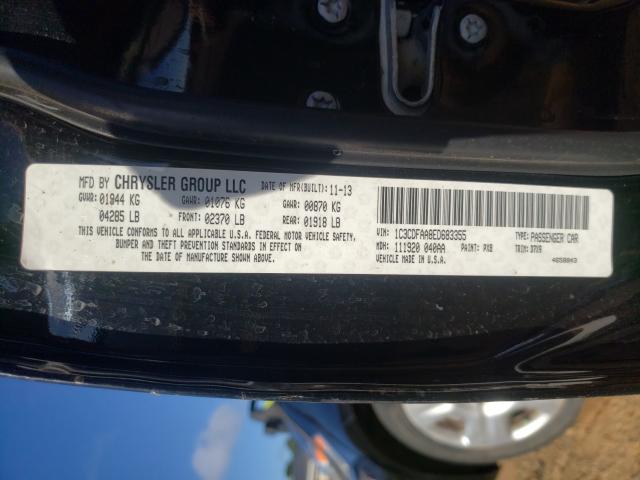 MFD BY CHRYSLER GROUP LLC DATE OF MFR(BUILT): 11-13
GVWR: 01944 KG GAWR: 01076 KG GAWR: 00870 KG
04285 LB FRONT: 02370 LB REAR: 01918 LB
THIS VEHICLE CONFORMS TO ALL APPLICABLE U.S.A. FEDERAL MOTOR VEHICLE SAFETY,
BUMPER AND THEFT PREVENTION STANDARDS IN EFFECT ON
THE DATE OF MANUFACTURE SHOWN ABOVE.
VIN: 1C3CDFAA8ED683355 TYPE: PASSENGER CAR
MDH: 111920 040AA PAINT: PXB TRIM: D7X9
VEHICLE MADE IN U.S.A.